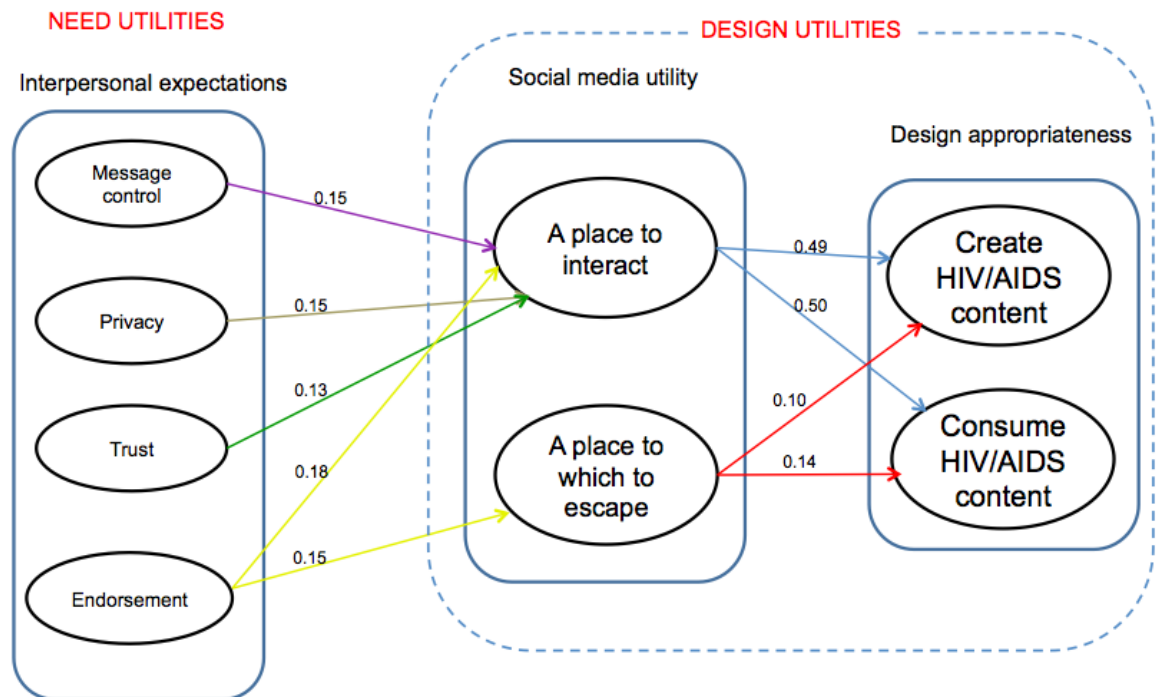 NEED UTILITIES
DESIGN UTILITIES
Interpersonal expectations
Social media utility
Design appropriateness
Message
control
0.15
A place to
interact
0.49
Create
HIV/AIDS
content
Privacy
0.15
0.50
Trust
0.13
0.10
A place to
which to
escape
0.14
Consume
HIV/AIDS
content
0.18
0.15
Endorsement